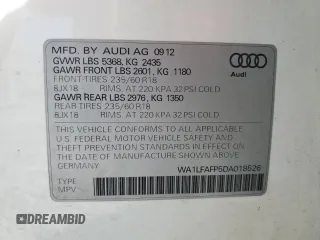 MFD. BY AUDI AG 09 12
GVWR LBS 5368, KG 2435
GAWR FRONT LBS 2601, KG 1180
FRONT-TIRES 235/60 R18
8JX18 RIMS. AT 220 KPA 32 PSI COLD
GAWR REAR LBS 2976, KG 1350
REAR TIRES 235/60 R18
8JX18 RIMS. AT 220 KPA 32 PSI COLD
Audi
THIS VEHICLE CONFORMS TO ALL APPLICABLE
U.S. FEDERAL MOTOR VEHICLE SAFETY AND
THEFT PREVENTION STANDARDS IN EFFECT ON
THE DATE OF MANUFACTURE SHOWN ABOVE.
TYPE: WA1LFAFP5DA019526
MPV
DREAMBID